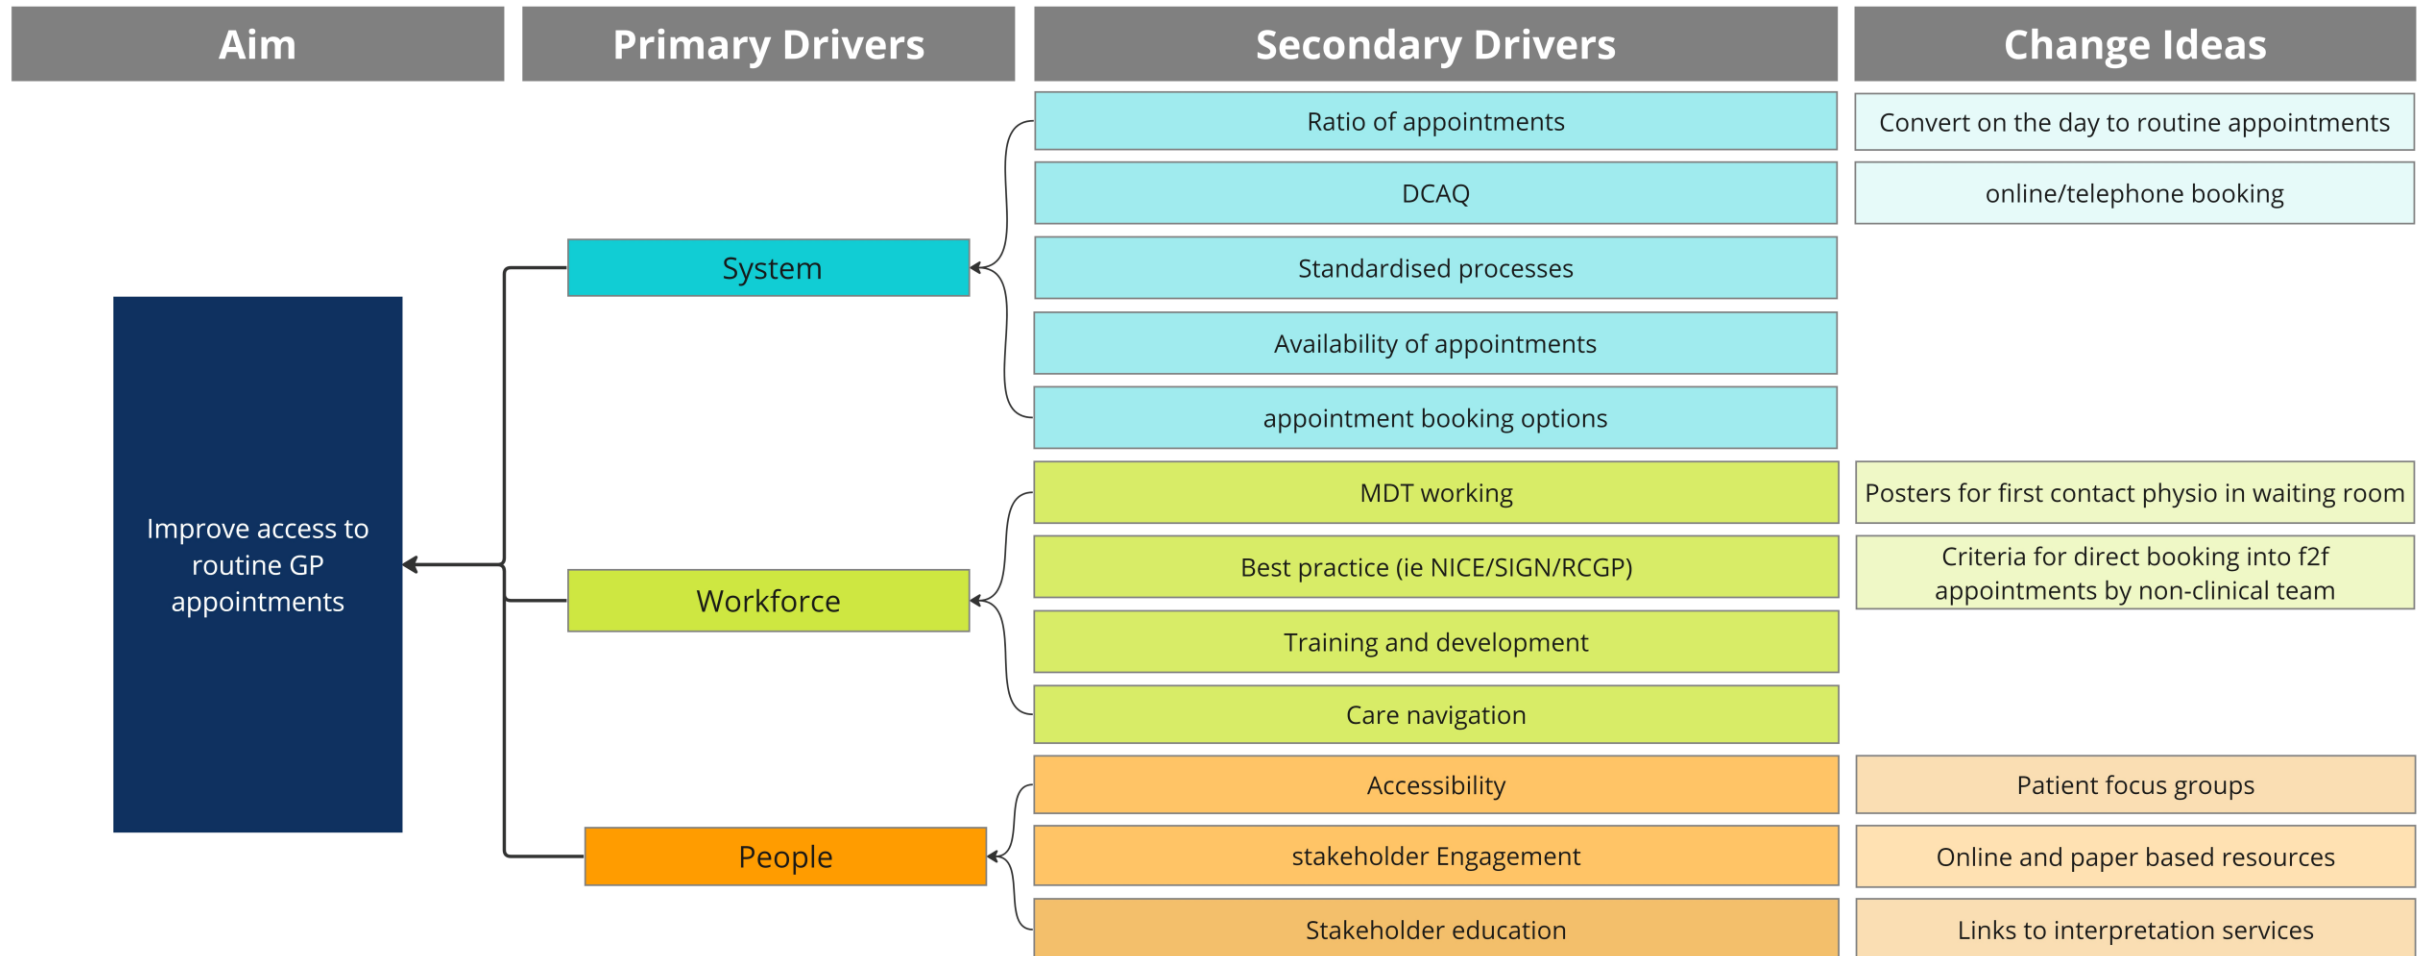 Aim
Primary Drivers
Secondary Drivers
Change Ideas
Ratio of appointments
Convert on the day to routine appointments
DCAQ
online/telephone booking
System
Standardised processes
Availability of appointments
appointment booking options
Improve access to
routine GP
appointments
MDT working
Posters for first contact physio in waiting room
Workforce
Best practice (ie NICE/SIGN/RCGP)
Criteria for direct booking into f2f
appointments by non-clinical team
Training and development
Care navigation
Accessibility
Patient focus groups
People
stakeholder Engagement
Online and paper based resources
Stakeholder education
Links to interpretation services